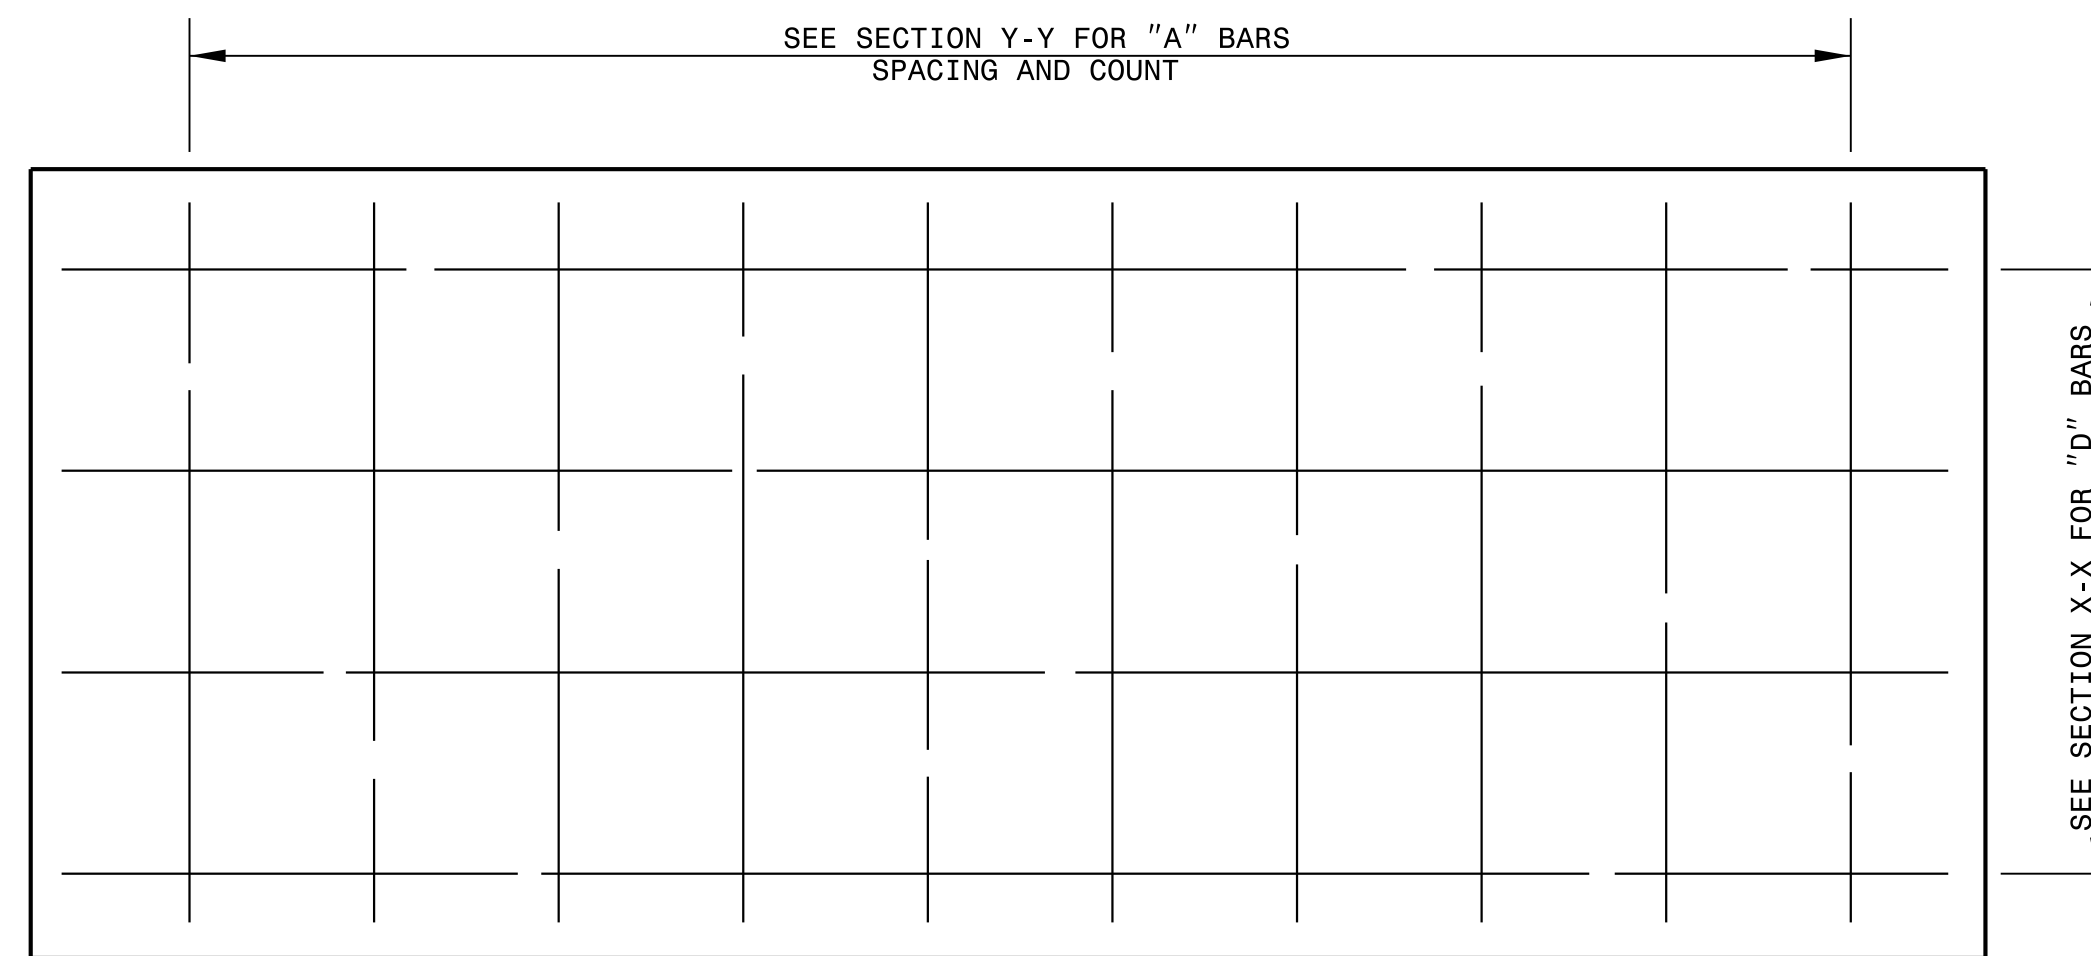 SEE SECTION Y-Y FOR "A" BARS
SPACING AND COUNT
SEE SECTION X-X FOR "D" BARS